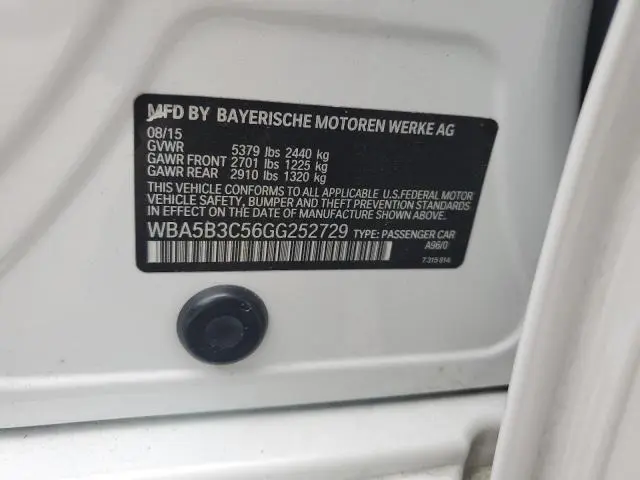 MFD BY BAYERISCHE MOTOREN WERKE AG
08/15
GVWR 5379 lbs 2440 kg
GAWR FRONT 2701 lbs 1225 kg
GAWR REAR 2910 lbs 1320 kg
THIS VEHICLE CONFORMS TO ALL APPLICABLE U.S.FEDERAL MOTOR
VEHICLE SAFETY, BUMPER AND THEFT PREVENTION STANDARDS
IN EFFECT ON THE DATE OF MANUFACTURE SHOWN ABOVE.
WBA5B3C56GG252729 TYPE: PASSENGER CAR
A96/0
7 315 814